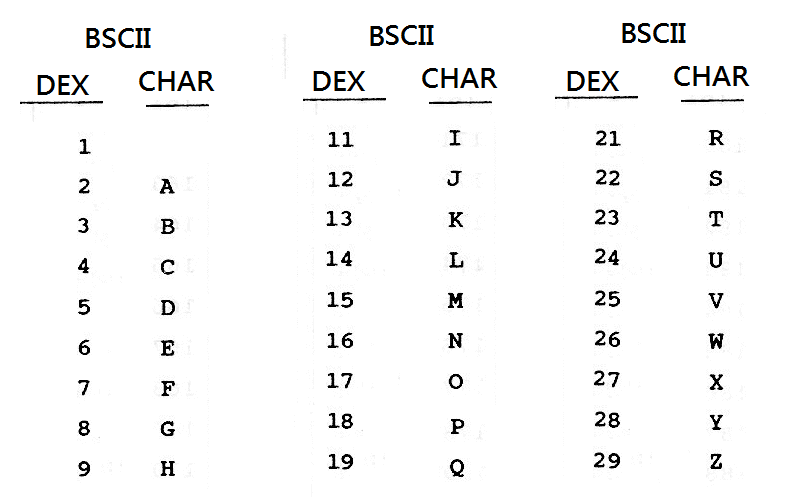 BSCII BSCII BSCII
DEX CHAR DEX CHAR DEX CHAR
1 11 I 21 R
2 A 12 J 22 S
3 B 13 K 23 T
4 C 14 L 24 U
5 D 15 M 25 V
6 E 16 N 26 W
7 F 17 O 27 X
8 G 18 P 28 Y
9 H 19 Q 29 Z